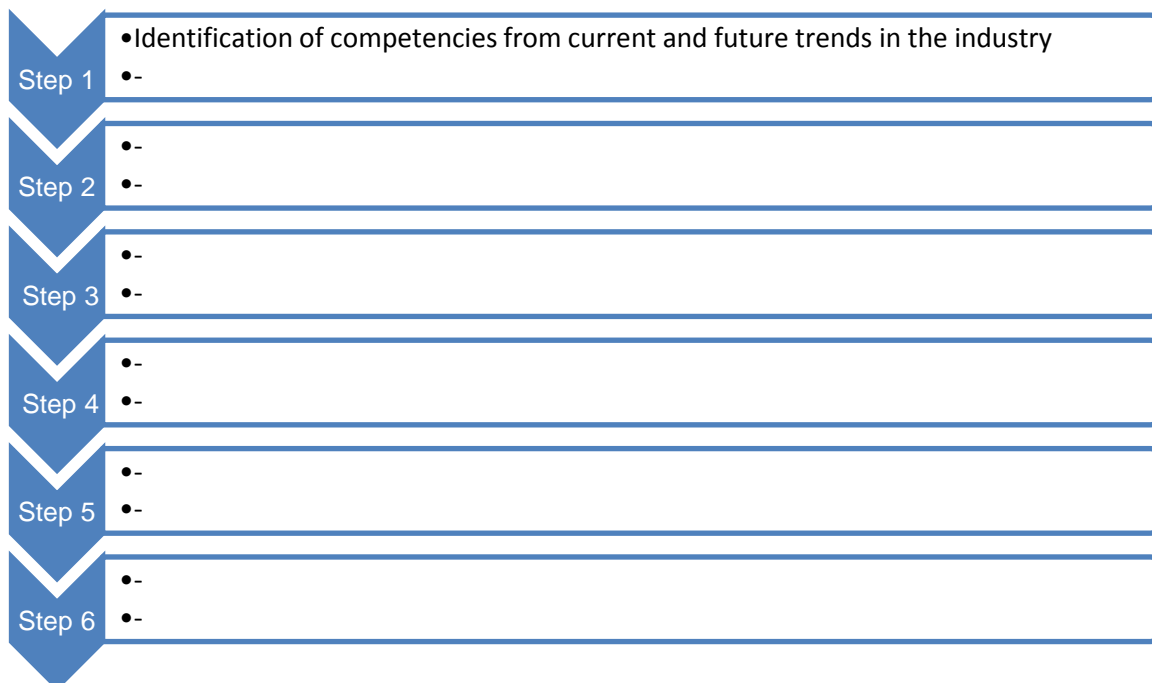 •Identification of competencies from current and future trends in the industry
Step 1
•-
•-
Step 2
•-
•-
Step 3
•-
•-
Step 4
•-
•-
Step 5
•-
•-
Step 6
•-